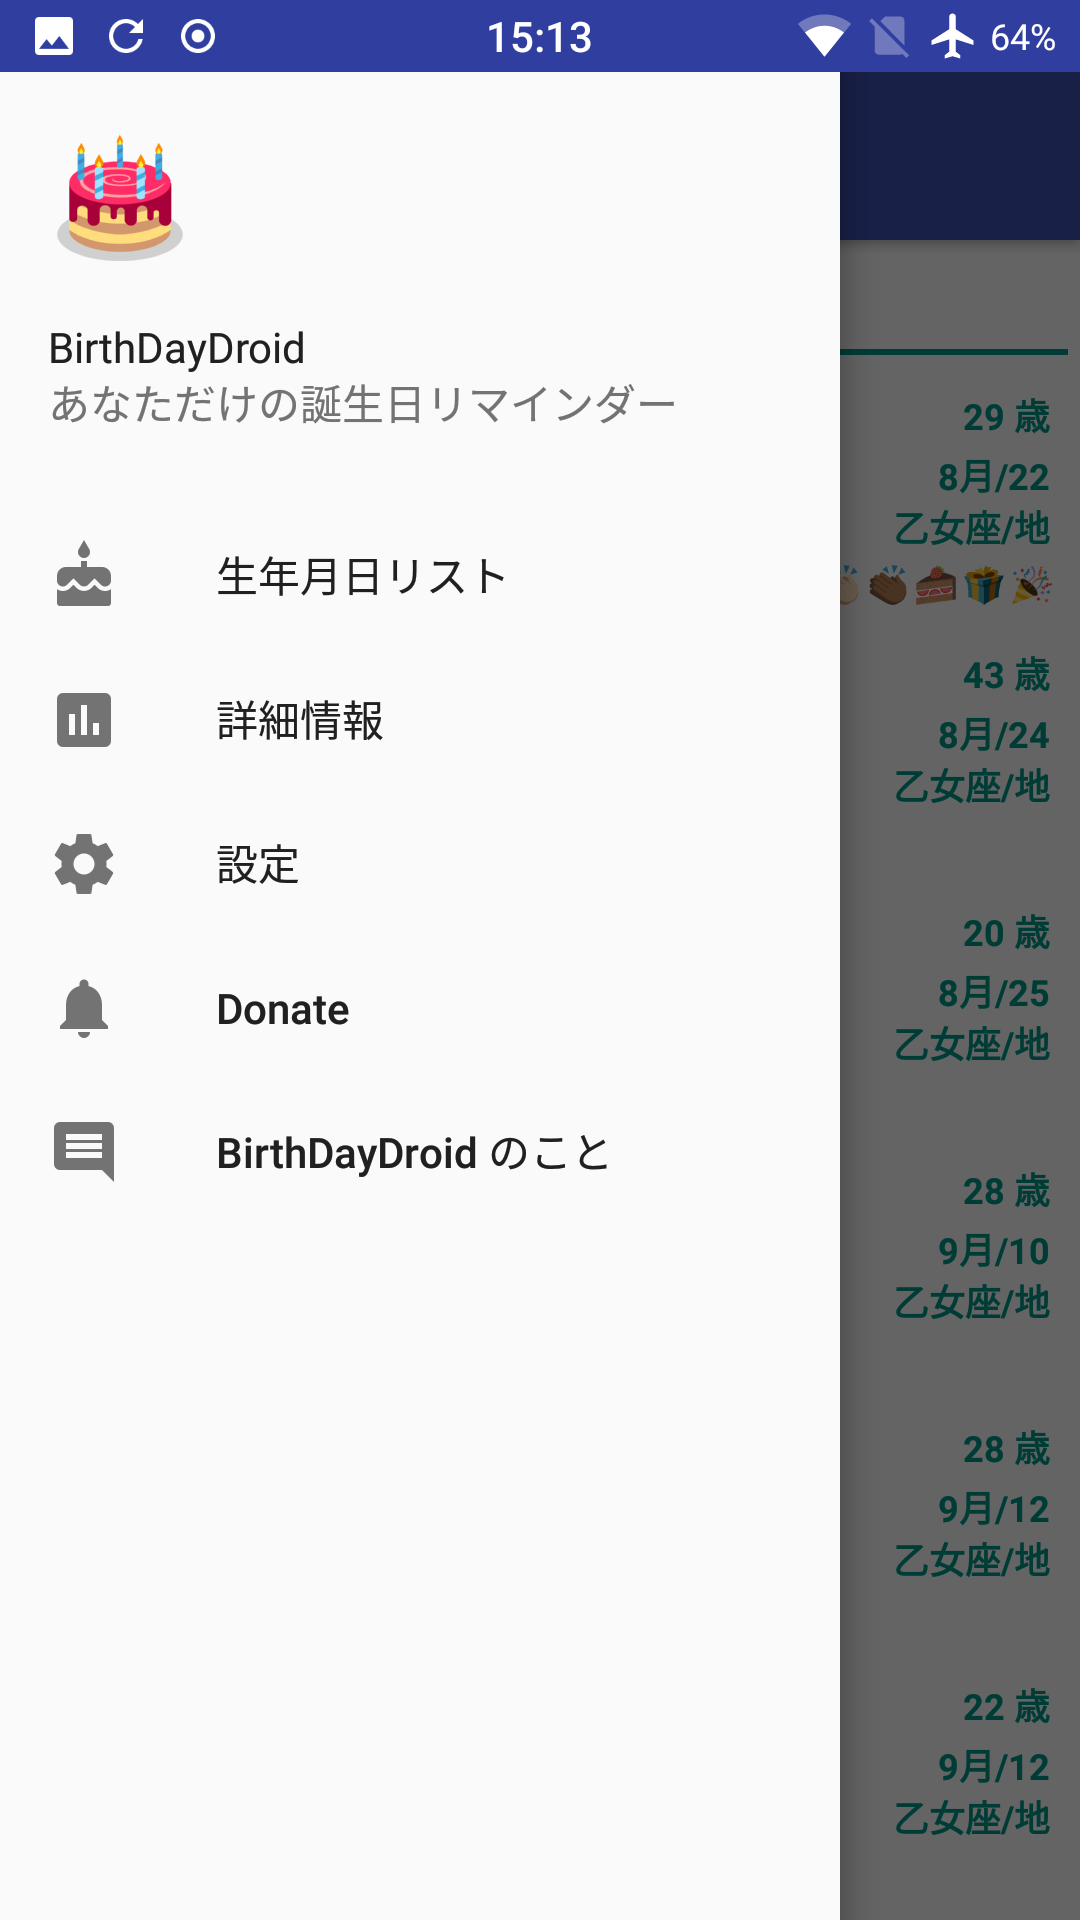 15:13
64%
BirthDayDroid
あなただけの誕生日リマインダー
生年月日リスト
詳細情報
設定
Donate
BirthDayDroid のこと
29 歳
8月/22
乙女座/地
43 歳
8月/24
乙女座/地
20 歳
8月/25
乙女座/地
28 歳
9月/10
乙女座/地
28 歳
9月/12
乙女座/地
22 歳
9月/12
乙女座/地